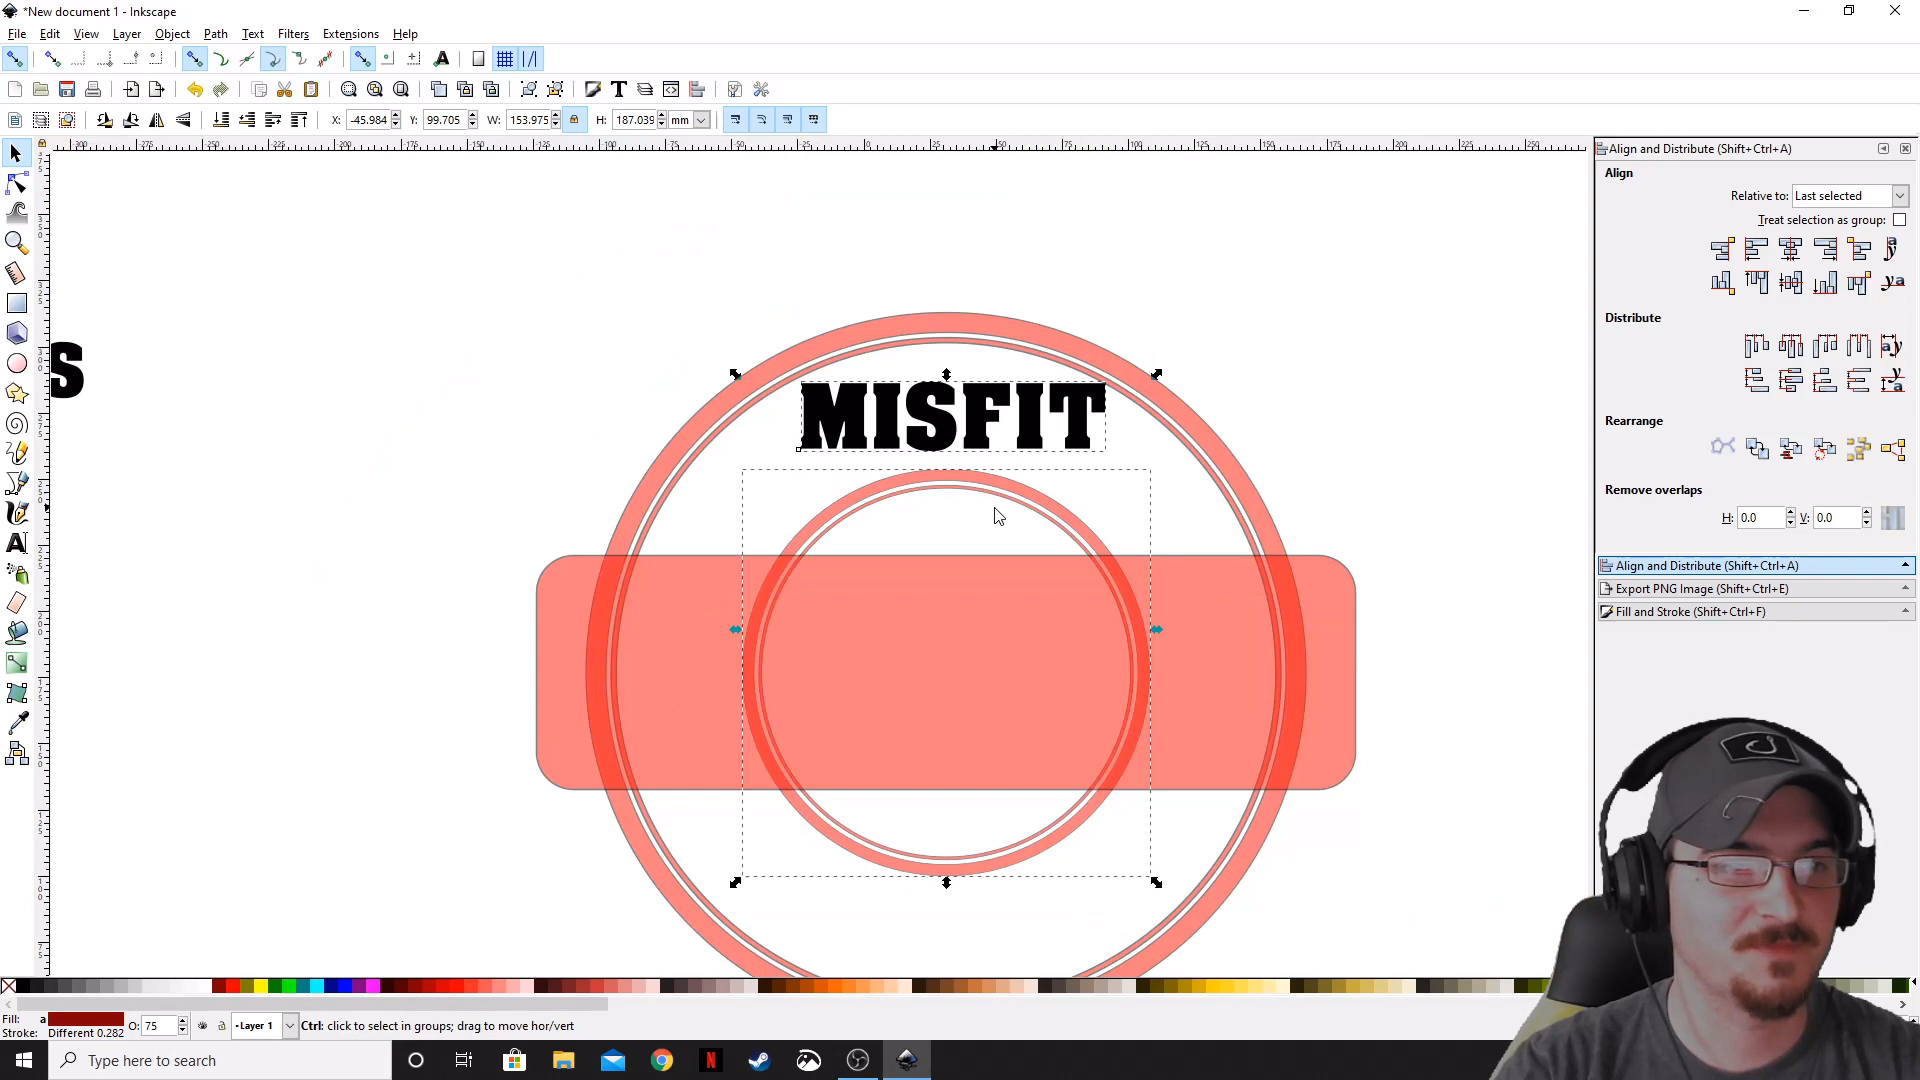 *New document 1 - Inkscape
File Edit View Layer Object Path Text Filters Extensions Help
X: -45.984 Y: 99.705 W: 153.975 H: 187.039 mm
Align and Distribute (Shift+Ctrl+A)
Align
Relative to: Last selected
Treat selection as group:
Distribute
Rearrange
Remove overlaps
H: 0.0 V: 0.0
Align and Distribute (Shift+Ctrl+A)
Export PNG Image (Shift+Ctrl+E)
Fill and Stroke (Shift+Ctrl+F)
S
MISFIT
Fill: a
Stroke: Different 0.282 O: 75 Layer 1 Ctrl: click to select in groups; drag to move hor/vert
Type here to search